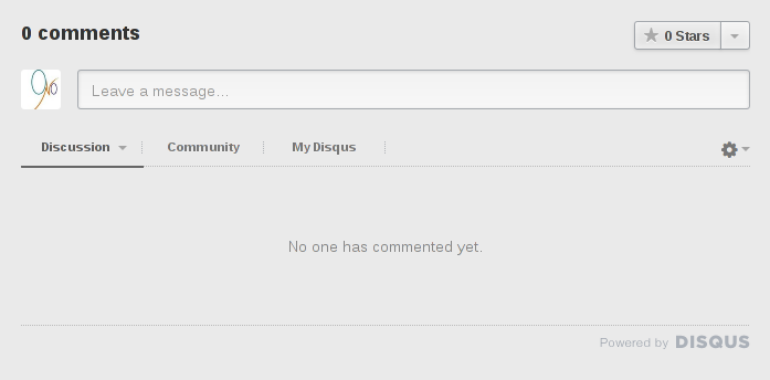 0 comments
0 Stars
Leave a message...
Discussion
Community
My Disqus
No one has commented yet.
Powered by DISQUS